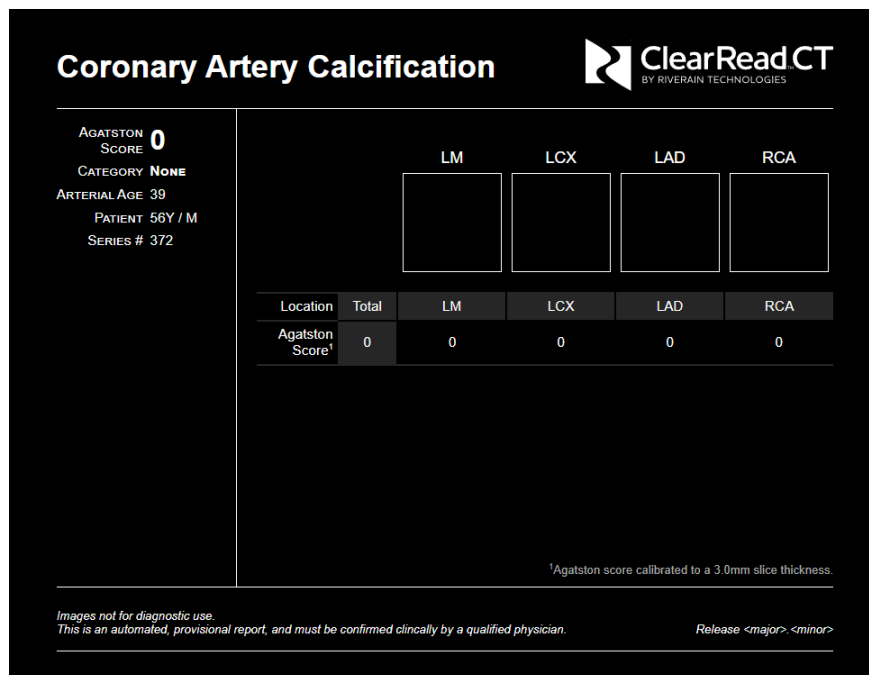 Coronary Artery Calcification
ClearRead™CT
BY RIVERAIN TECHNOLOGIES
AGATSTON SCORE 0
CATEGORY NONE
ARTERIAL AGE 39
PATIENT 56Y / M
SERIES # 372
LM LCX LAD RCA
Location Total LM LCX LAD RCA
Agatston Score¹ 0 0 0 0 0
¹Agatston score calibrated to a 3.0mm slice thickness.
Images not for diagnostic use.
This is an automated, provisional report, and must be confirmed clincally by a qualified physician.
Release <major>.<minor>